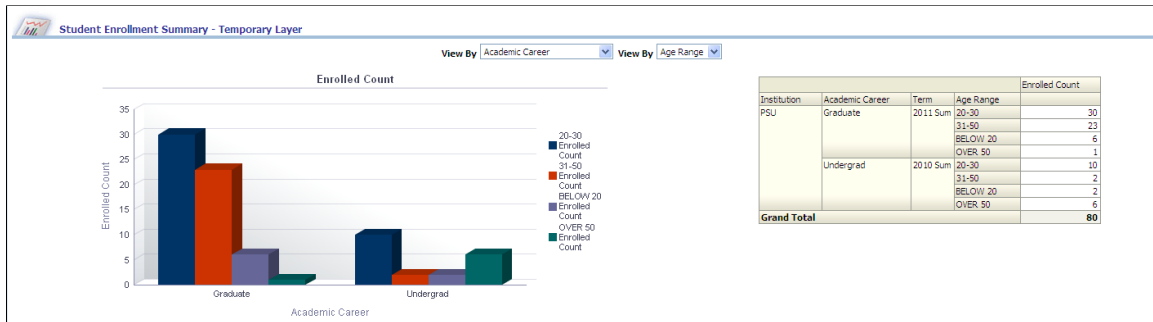 Student Enrollment Summary - Temporary Layer
View By Academic Career View By Age Range
Enrolled Count
35
30
25
20
15
10
5
0
Enrolled Count
Graduate Undergrad
Academic Career
20-30
Enrolled
Count
31-50
Enrolled
Count
BELOW 20
Enrolled
Count
OVER 50
Enrolled
Count
Enrolled Count
Institution Academic Career Term Age Range
PSU Graduate 2011 Sum 20-30 30
31-50 23
BELOW 20 6
OVER 50 1
Undergrad 2010 Sum 20-30 10
31-50 2
BELOW 20 2
OVER 50 6
Grand Total 80